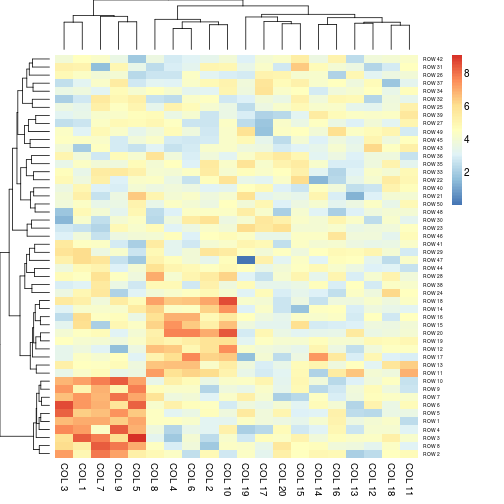 ROW 42
ROW 31
ROW 26
ROW 37
ROW 34
ROW 32
ROW 25
ROW 39
ROW 27
ROW 49
ROW 45
ROW 43
ROW 36
ROW 35
ROW 33
ROW 22
ROW 40
ROW 21
ROW 50
ROW 48
ROW 30
ROW 23
ROW 46
ROW 41
ROW 29
ROW 47
ROW 44
ROW 28
ROW 38
ROW 24
ROW 18
ROW 14
ROW 16
ROW 15
ROW 20
ROW 19
ROW 12
ROW 17
ROW 13
ROW 11
ROW 10
ROW 9
ROW 7
ROW 6
ROW 5
ROW 1
ROW 4
ROW 3
ROW 8
ROW 2
8
6
4
2
COL 3
COL 1
COL 7
COL 9
COL 5
COL 8
COL 4
COL 6
COL 2
COL 10
COL 19
COL 17
COL 20
COL 15
COL 14
COL 16
COL 13
COL 12
COL 18
COL 11